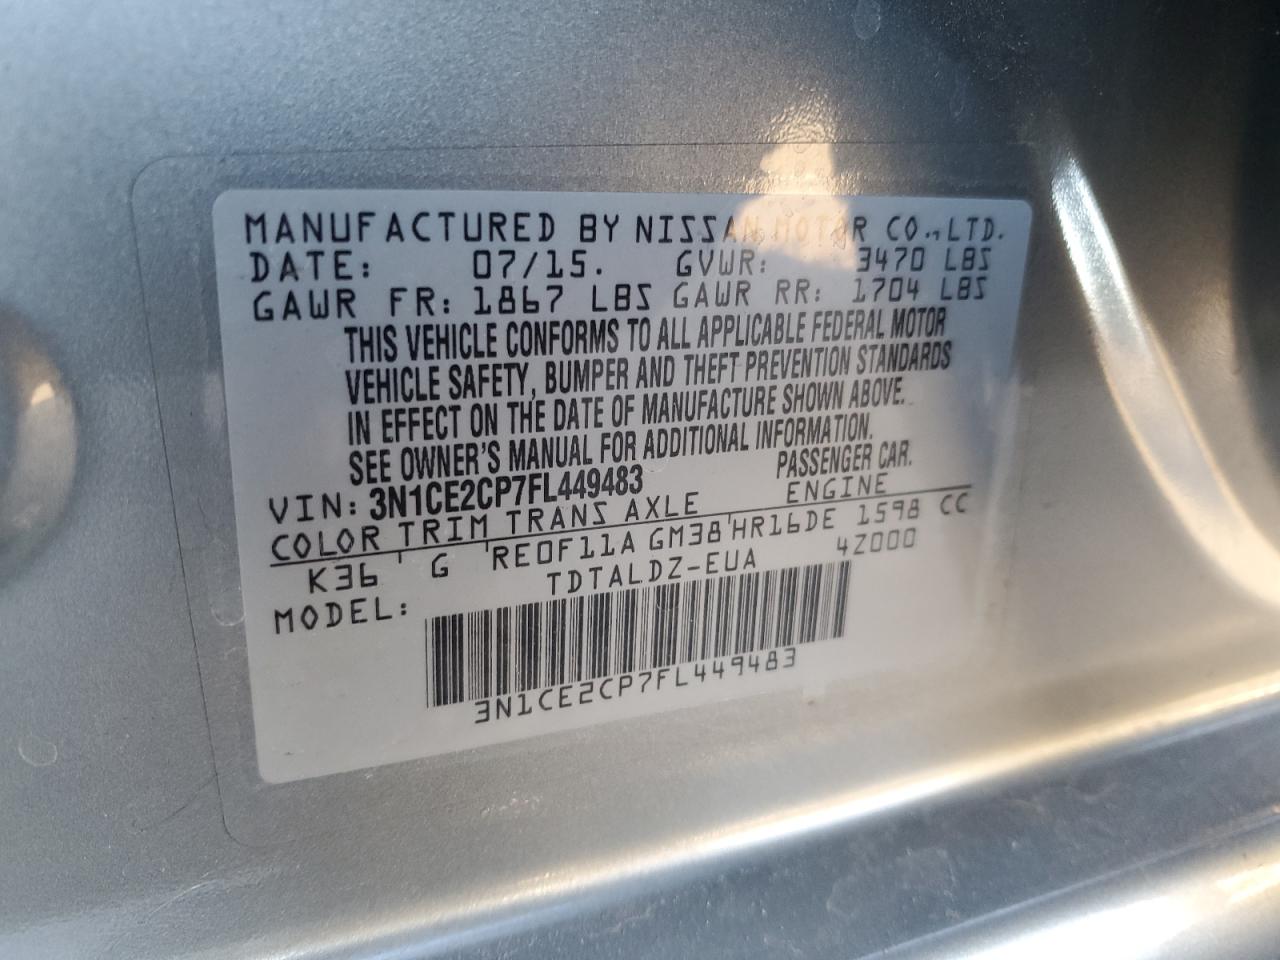 MANUFACTURED BY NISSAN MOTOR CO., LTD.
DATE: 07/15. GVWR: 3470 LBS
GAWR FR: 1867 LBS GAWR RR: 1704 LBS
THIS VEHICLE CONFORMS TO ALL APPLICABLE FEDERAL MOTOR
VEHICLE SAFETY, BUMPER AND THEFT PREVENTION STANDARDS
IN EFFECT ON THE DATE OF MANUFACTURE SHOWN ABOVE.
SEE OWNER'S MANUAL FOR ADDITIONAL INFORMATION.
VIN: 3N1CE2CP7FL449483 PASSENGER CAR.
COLOR TRIM TRANS AXLE ENGINE
K36 ' G 'RE0F11A GM38'HR16DE 1598 CC
MODEL: TDTALDZ-EUA 4Z000
3N1CE2CP7FL449483